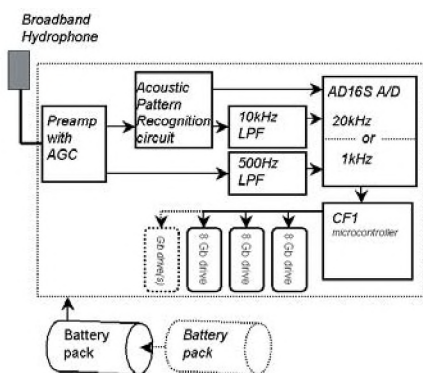 Broadband
Hydrophone
Preamp
with
AGC
Acoustic
Pattern
Recognition
circuit
10kHz
LPF
500Hz
LPF
AD16S A/D
20kHz
or
1kHz
CF1
microcontroller
Gb drive(s)
8 Gb drive
8 Gb drive
8 Gb drive
Battery
pack
Battery
pack